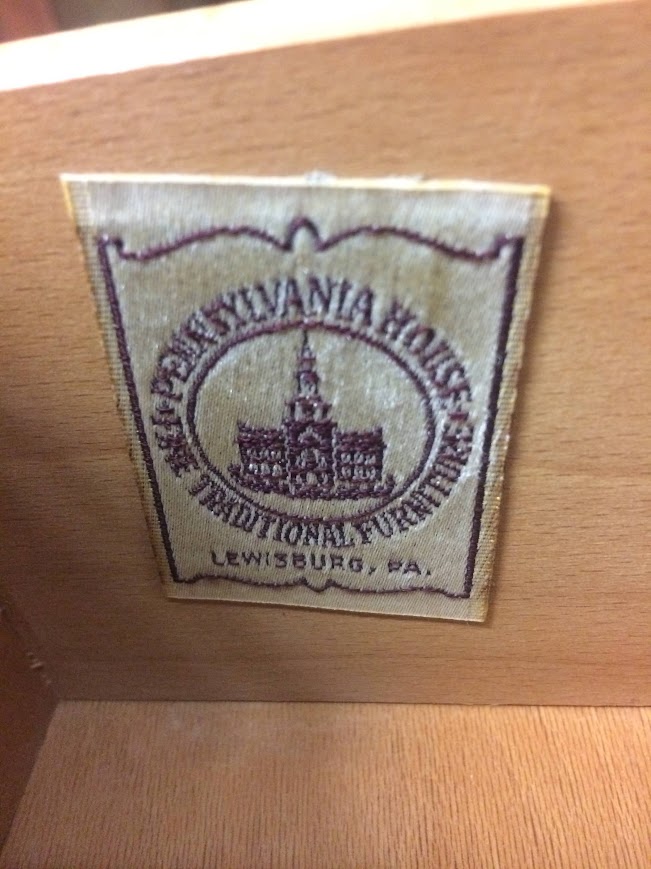 PENNSYLVANIA HOUSE
FINE TRADITIONAL FURNITURE
LEWISBURG, PA.